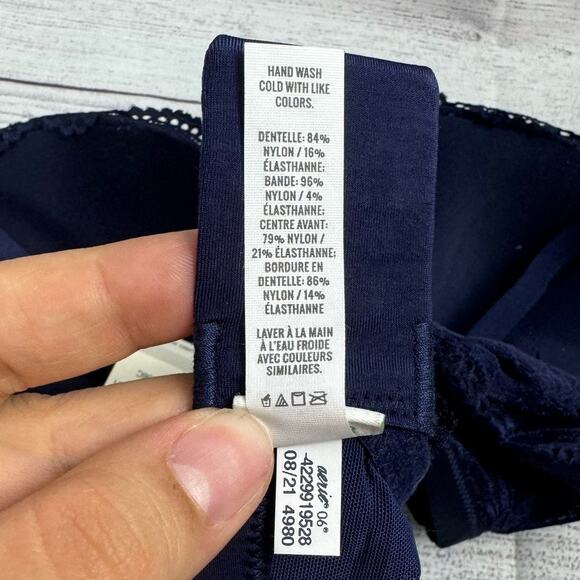 HAND WASH
COLD WITH LIKE
COLORS.
DENTELLE: 84%
NYLON / 16%
ÉLASTHANNE:
BANDE: 96%
NYLON / 4%
ÉLASTHANNE;
CENTRE AVANT:
79% NYLON /
21% ÉLASTHANNE;
BORDURE EN
DENTELLE: 86%
NYLON / 14%
ÉLASTHANNE
LAVER À LA MAIN
À L'EAU FROIDE
AVEC COULEURS
SIMILAIRES.
aerie 06®
4229919528
08/21 4980